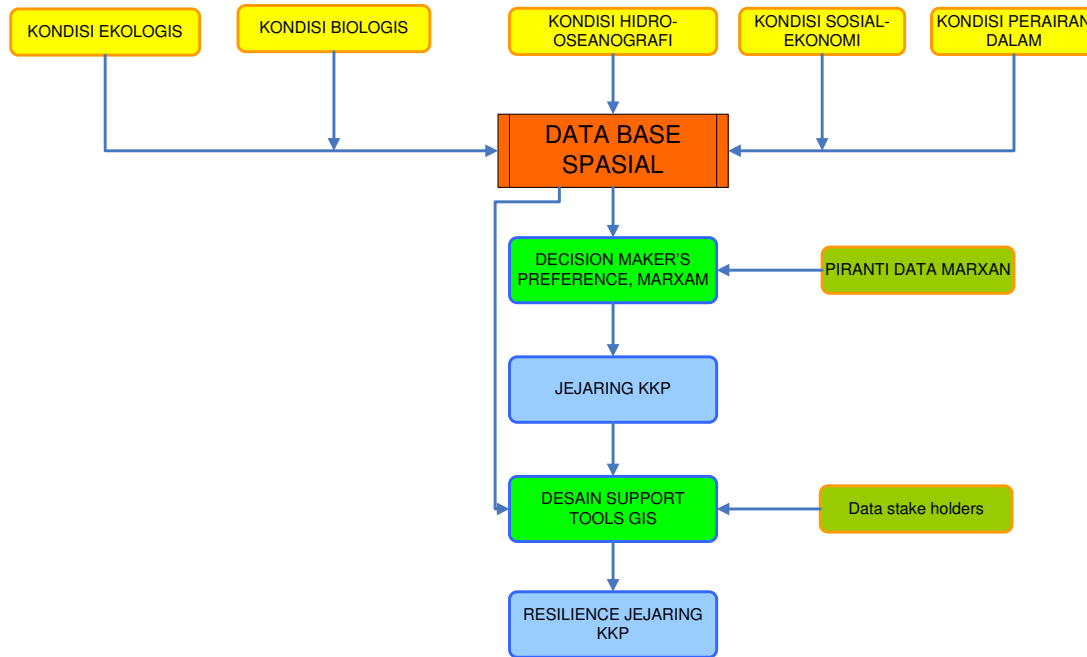 KONDISI EKOLOGIS
KONDISI BIOLOGIS
KONDISI HIDRO-
OSEANOGRAFI
KONDISI SOSIAL-
EKONOMI
KONDISI PERAIRAN
DALAM
DATA BASE
SPASIAL
DECISION MAKER'S
PREFERENCE, MARXAM
PIRANTI DATA MARXAN
JEJARING KKP
DESAIN SUPPORT
TOOLS GIS
Data stake holders
RESILIENCE JEJARING
KKP